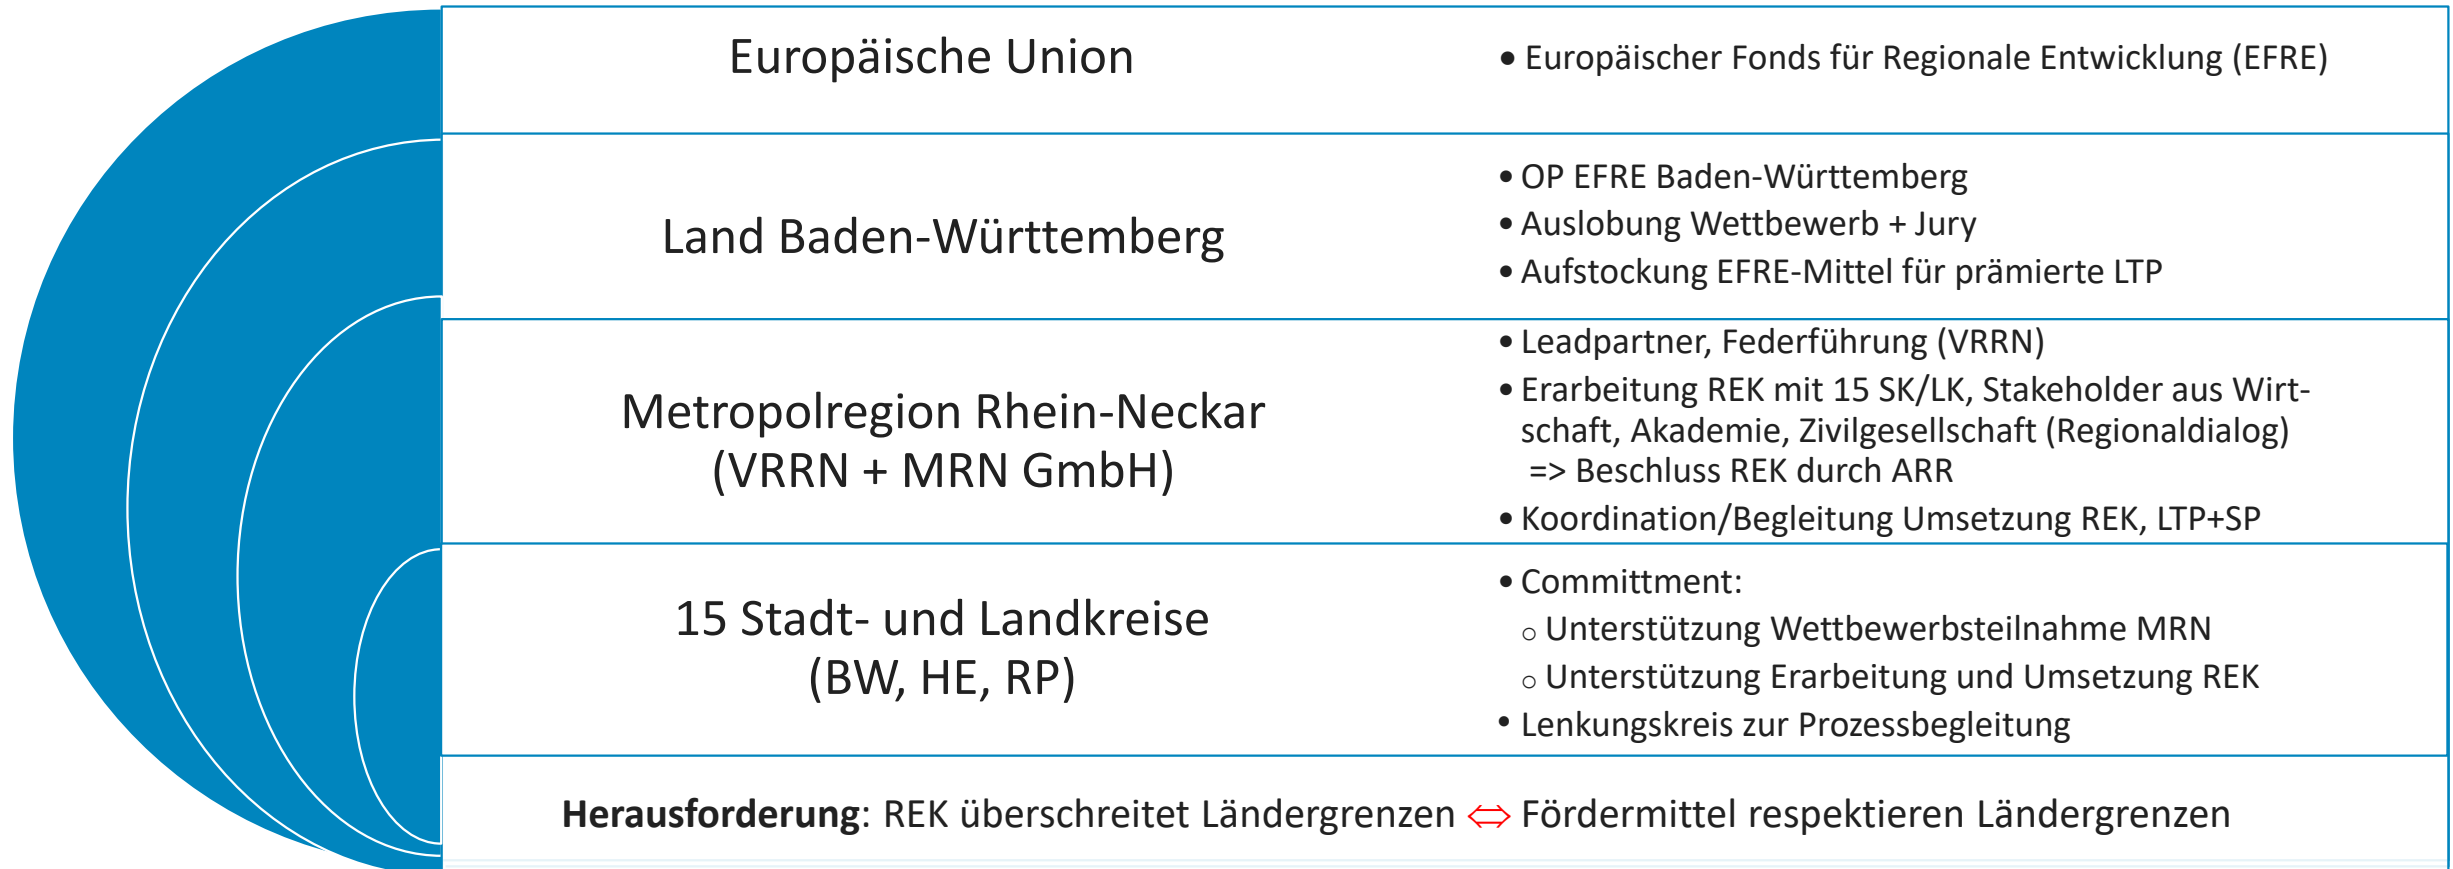 Europäische Union
• Europäischer Fonds für Regionale Entwicklung (EFRE)
Land Baden-Württemberg
• OP EFRE Baden-Württemberg
• Auslobung Wettbewerb + Jury
• Aufstockung EFRE-Mittel für prämierte LTP
Metropolregion Rhein-Neckar
(VRRN + MRN GmbH)
• Leadpartner, Federführung (VRRN)
• Erarbeitung REK mit 15 SK/LK, Stakeholder aus Wirt-
schaft, Akademie, Zivilgesellschaft (Regionaldialog)
=> Beschluss REK durch ARR
• Koordination/Begleitung Umsetzung REK, LTP+SP
15 Stadt- und Landkreise
(BW, HE, RP)
• Committment:
○ Unterstützung Wettbewerbsteilnahme MRN
○ Unterstützung Erarbeitung und Umsetzung REK
• Lenkungskreis zur Prozessbegleitung
Herausforderung: REK überschreitet Ländergrenzen ⇔ Fördermittel respektieren Ländergrenzen